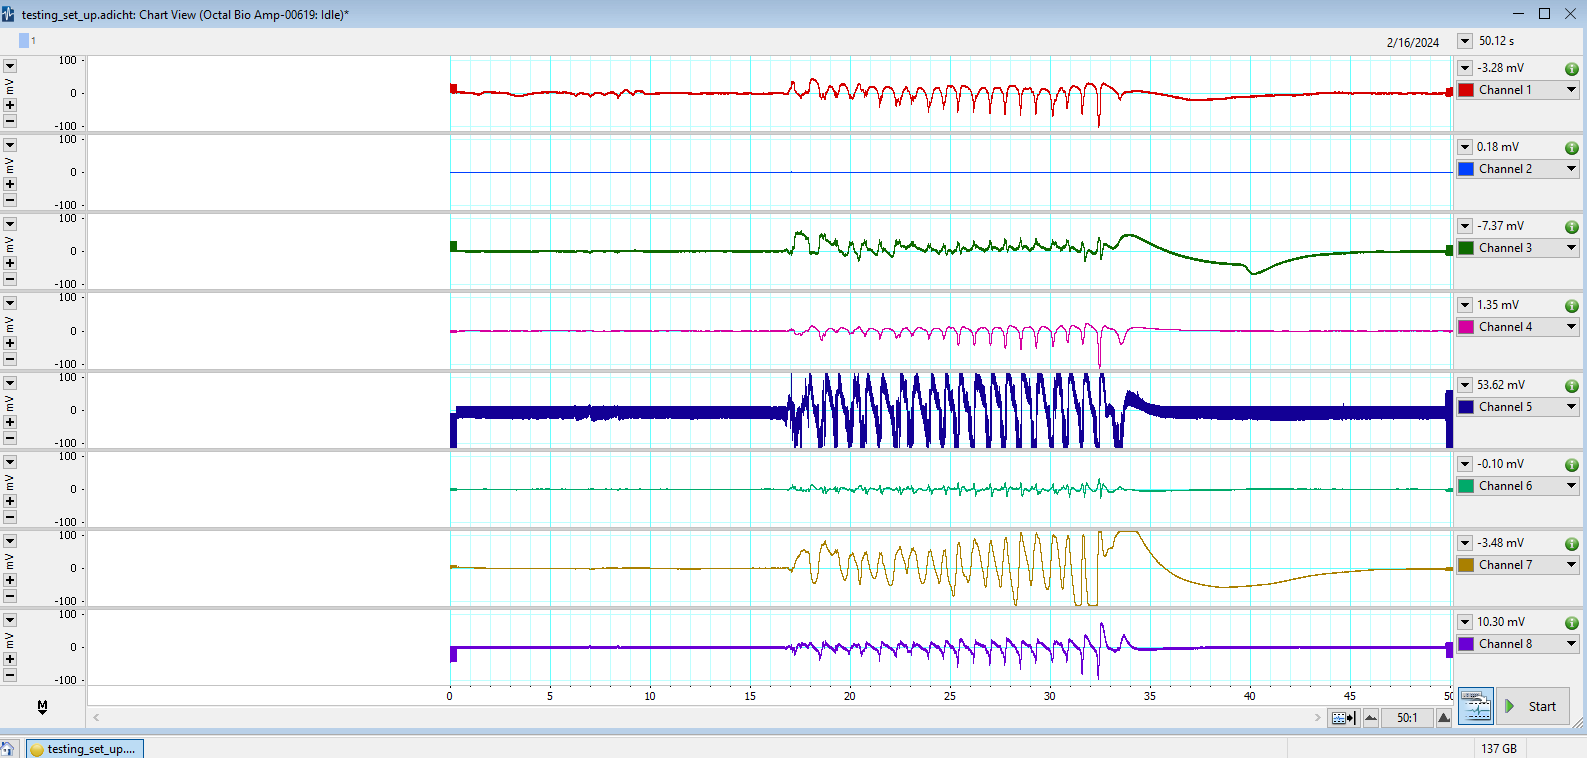 testing_set_up.adicht: Chart View (Octal Bio Amp-00619: Idle)*
1
2/16/2024
50.12 s
100
mV
0
-100
-3.28 mV
Channel 1
100
mV
0
-100
0.18 mV
Channel 2
100
mV
0
-100
-7.37 mV
Channel 3
100
mV
0
-100
1.35 mV
Channel 4
100
mV
0
-100
53.62 mV
Channel 5
100
mV
0
-100
-0.10 mV
Channel 6
100
mV
0
-100
-3.48 mV
Channel 7
100
mV
0
-100
10.30 mV
Channel 8
0 5 10 15 20 25 30 35 40 45 50
M
50:1
Start
testing_set_up....
137 GB